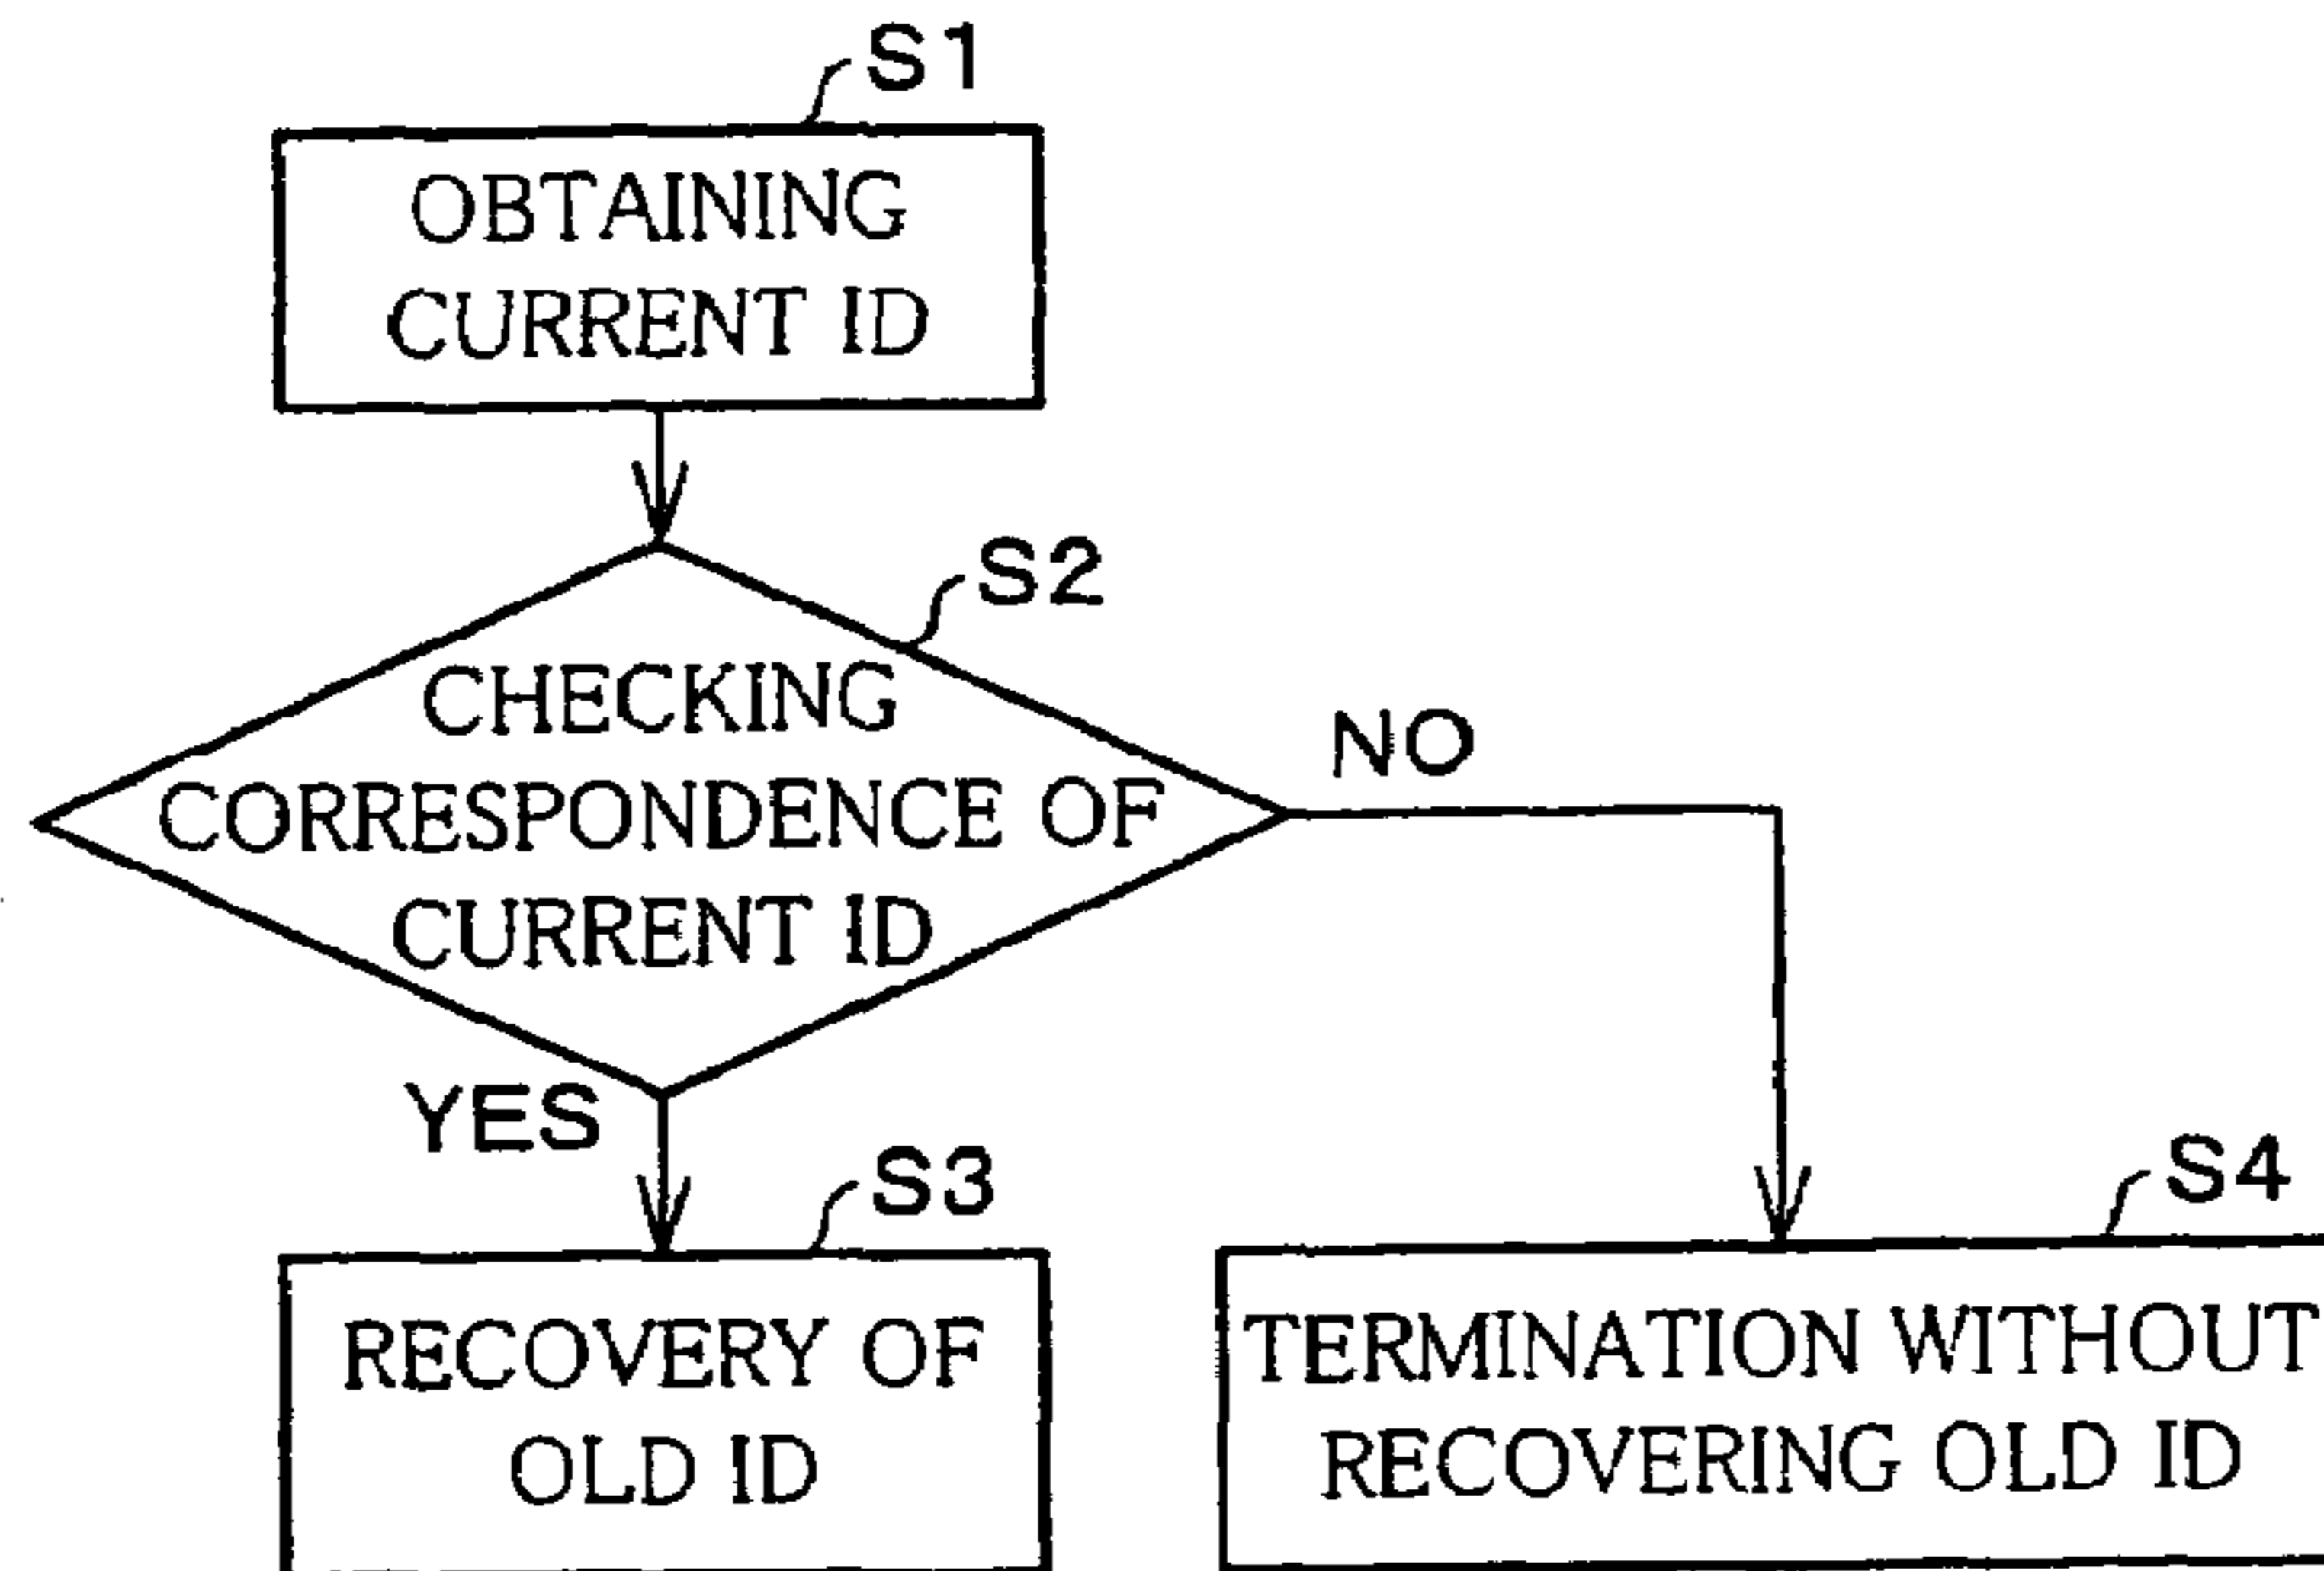 S1
OBTAINING
CURRENT ID
S2
CHECKING
CORRESPONDENCE OF
CURRENT ID
NO
YES
S3
RECOVERY OF
OLD ID
S4
TERMINATION WITHOUT
RECOVERING OLD ID